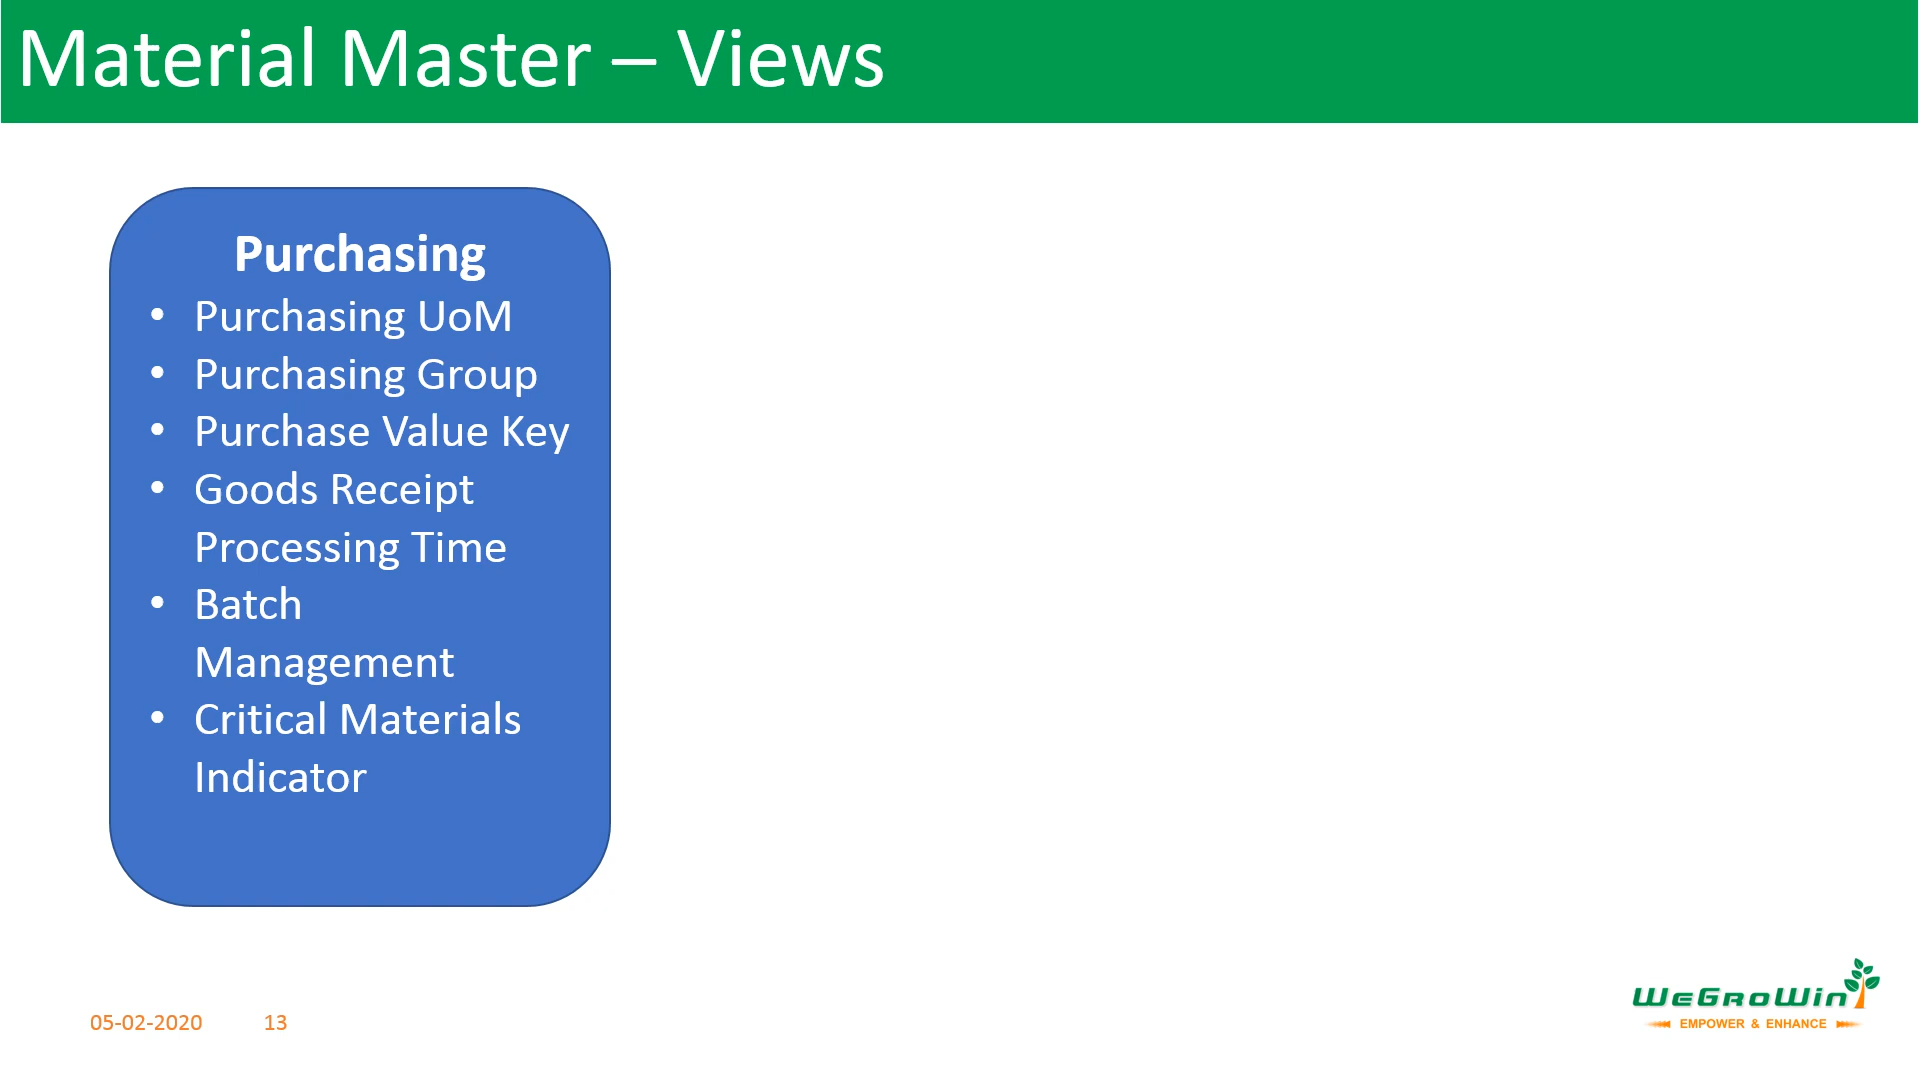 Material Master – Views
Purchasing
• Purchasing UoM
• Purchasing Group
• Purchase Value Key
• Goods Receipt
Processing Time
• Batch
Management
• Critical Materials
Indicator
05-02-2020 13
WeGroWin
EMPOWER & ENHANCE